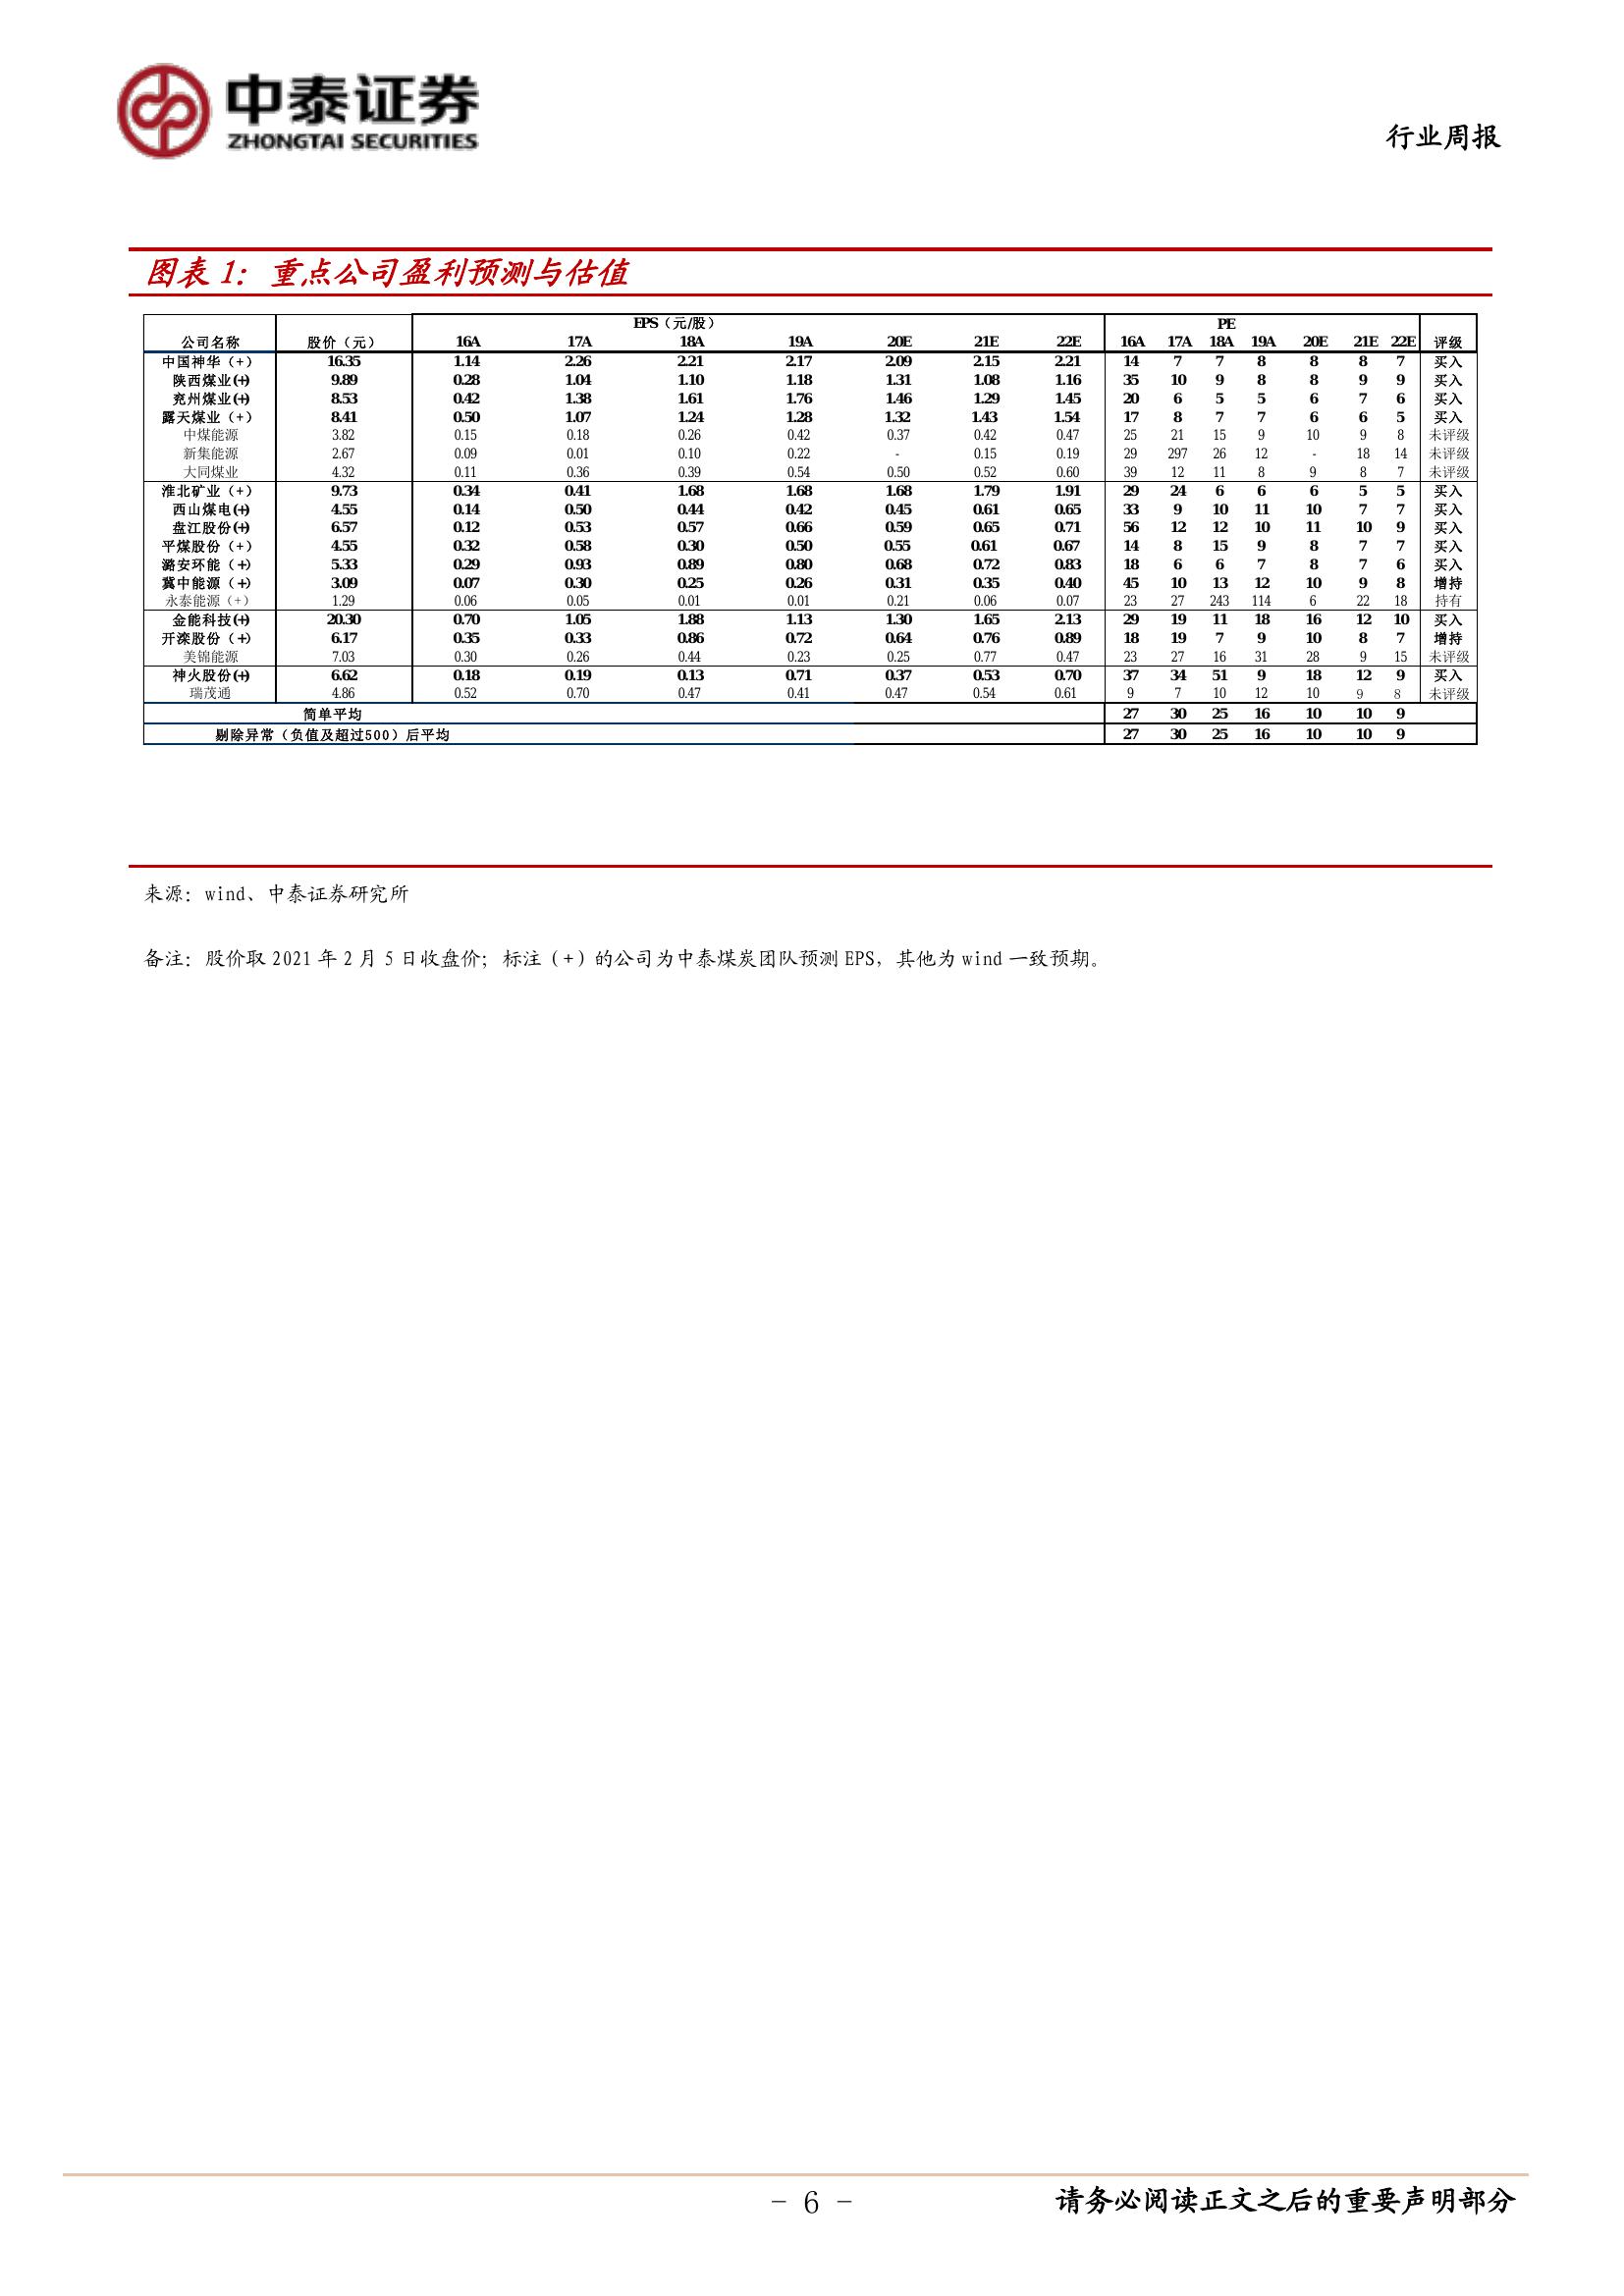 中泰证券
ZHONGTAI SECURITIES
行业周报
图表 1：重点公司盈利预测与估值
EPS（元/股） PE
公司名称 股价（元） 16A 17A 18A 19A 20E 21E 22E 16A 17A 18A 19A 20E 21E 22E 评级
中国神华（+） 16.35 1.14 2.26 2.21 2.17 2.09 2.15 2.21 14 7 7 8 8 8 7 买入
陕西煤业(+) 9.89 0.28 1.04 1.10 1.18 1.31 1.08 1.16 35 10 9 8 8 9 9 买入
兖州煤业(+) 8.53 0.42 1.38 1.61 1.76 1.46 1.29 1.45 20 6 5 5 6 7 6 买入
露天煤业（+） 8.41 0.50 1.07 1.24 1.28 1.32 1.43 1.54 17 8 7 7 6 6 5 买入
中煤能源 3.82 0.15 0.18 0.26 0.42 0.37 0.42 0.47 25 21 15 9 10 9 8 未评级
新集能源 2.67 0.09 0.01 0.10 0.22 - 0.15 0.19 29 297 26 12 - 18 14 未评级
大同煤业 4.32 0.11 0.36 0.39 0.54 0.50 0.52 0.60 39 12 11 8 9 8 7 未评级
淮北矿业（+） 9.73 0.34 0.41 1.68 1.68 1.68 1.79 1.91 29 24 6 6 6 5 5 买入
西山煤电(+) 4.55 0.14 0.50 0.44 0.42 0.45 0.61 0.65 33 9 10 11 10 7 7 买入
盘江股份(+) 6.57 0.12 0.53 0.57 0.66 0.59 0.65 0.71 56 12 12 10 11 10 9 买入
平煤股份（+） 4.55 0.32 0.58 0.30 0.50 0.55 0.61 0.67 14 8 15 9 8 7 7 买入
潞安环能（+） 5.33 0.29 0.93 0.89 0.80 0.68 0.72 0.83 18 6 6 7 8 7 6 买入
冀中能源（+） 3.09 0.07 0.30 0.25 0.26 0.31 0.35 0.40 45 10 13 12 10 9 8 增持
永泰能源（+） 1.29 0.06 0.05 0.01 0.01 0.21 0.06 0.07 23 27 243 114 6 22 18 持有
金能科技(+) 20.30 0.70 1.05 1.88 1.13 1.30 1.65 2.13 29 19 11 18 16 12 10 买入
开滦股份（+） 6.17 0.35 0.33 0.86 0.72 0.64 0.76 0.89 18 19 7 9 10 8 7 增持
美锦能源 7.03 0.30 0.26 0.44 0.23 0.25 0.77 0.47 23 27 16 31 28 9 15 未评级
神火股份(+) 6.62 0.18 0.19 0.13 0.71 0.37 0.53 0.70 37 34 51 9 18 12 9 买入
瑞茂通 4.86 0.52 0.70 0.47 0.41 0.47 0.54 0.61 9 7 10 12 10 9 8 未评级
简单平均 27 30 25 16 10 10 9
剔除异常（负值及超过500）后平均 27 30 25 16 10 10 9
来源：wind、中泰证券研究所
备注：股价取 2021 年 2 月 5 日收盘价；标注（+）的公司为中泰煤炭团队预测 EPS，其他为 wind 一致预期。
- 6 -
请务必阅读正文之后的重要声明部分